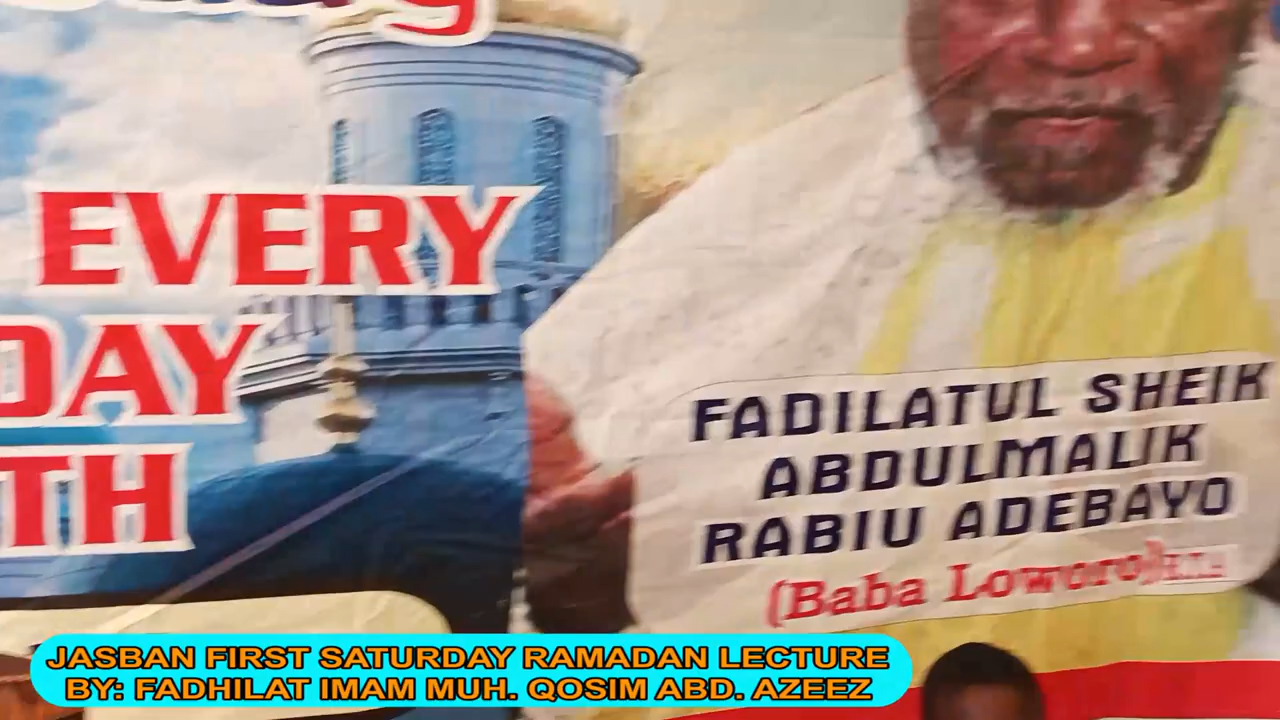 EVERY
DAY
TH
FADILATUL SHEIK
ABDULMALIK
RABIU ADEBAYO
(Baba Loworo)
JASBAN FIRST SATURDAY RAMADAN LECTURE
BY: FADHILAT IMAM MUH. QOSIM ABD. AZEEZ